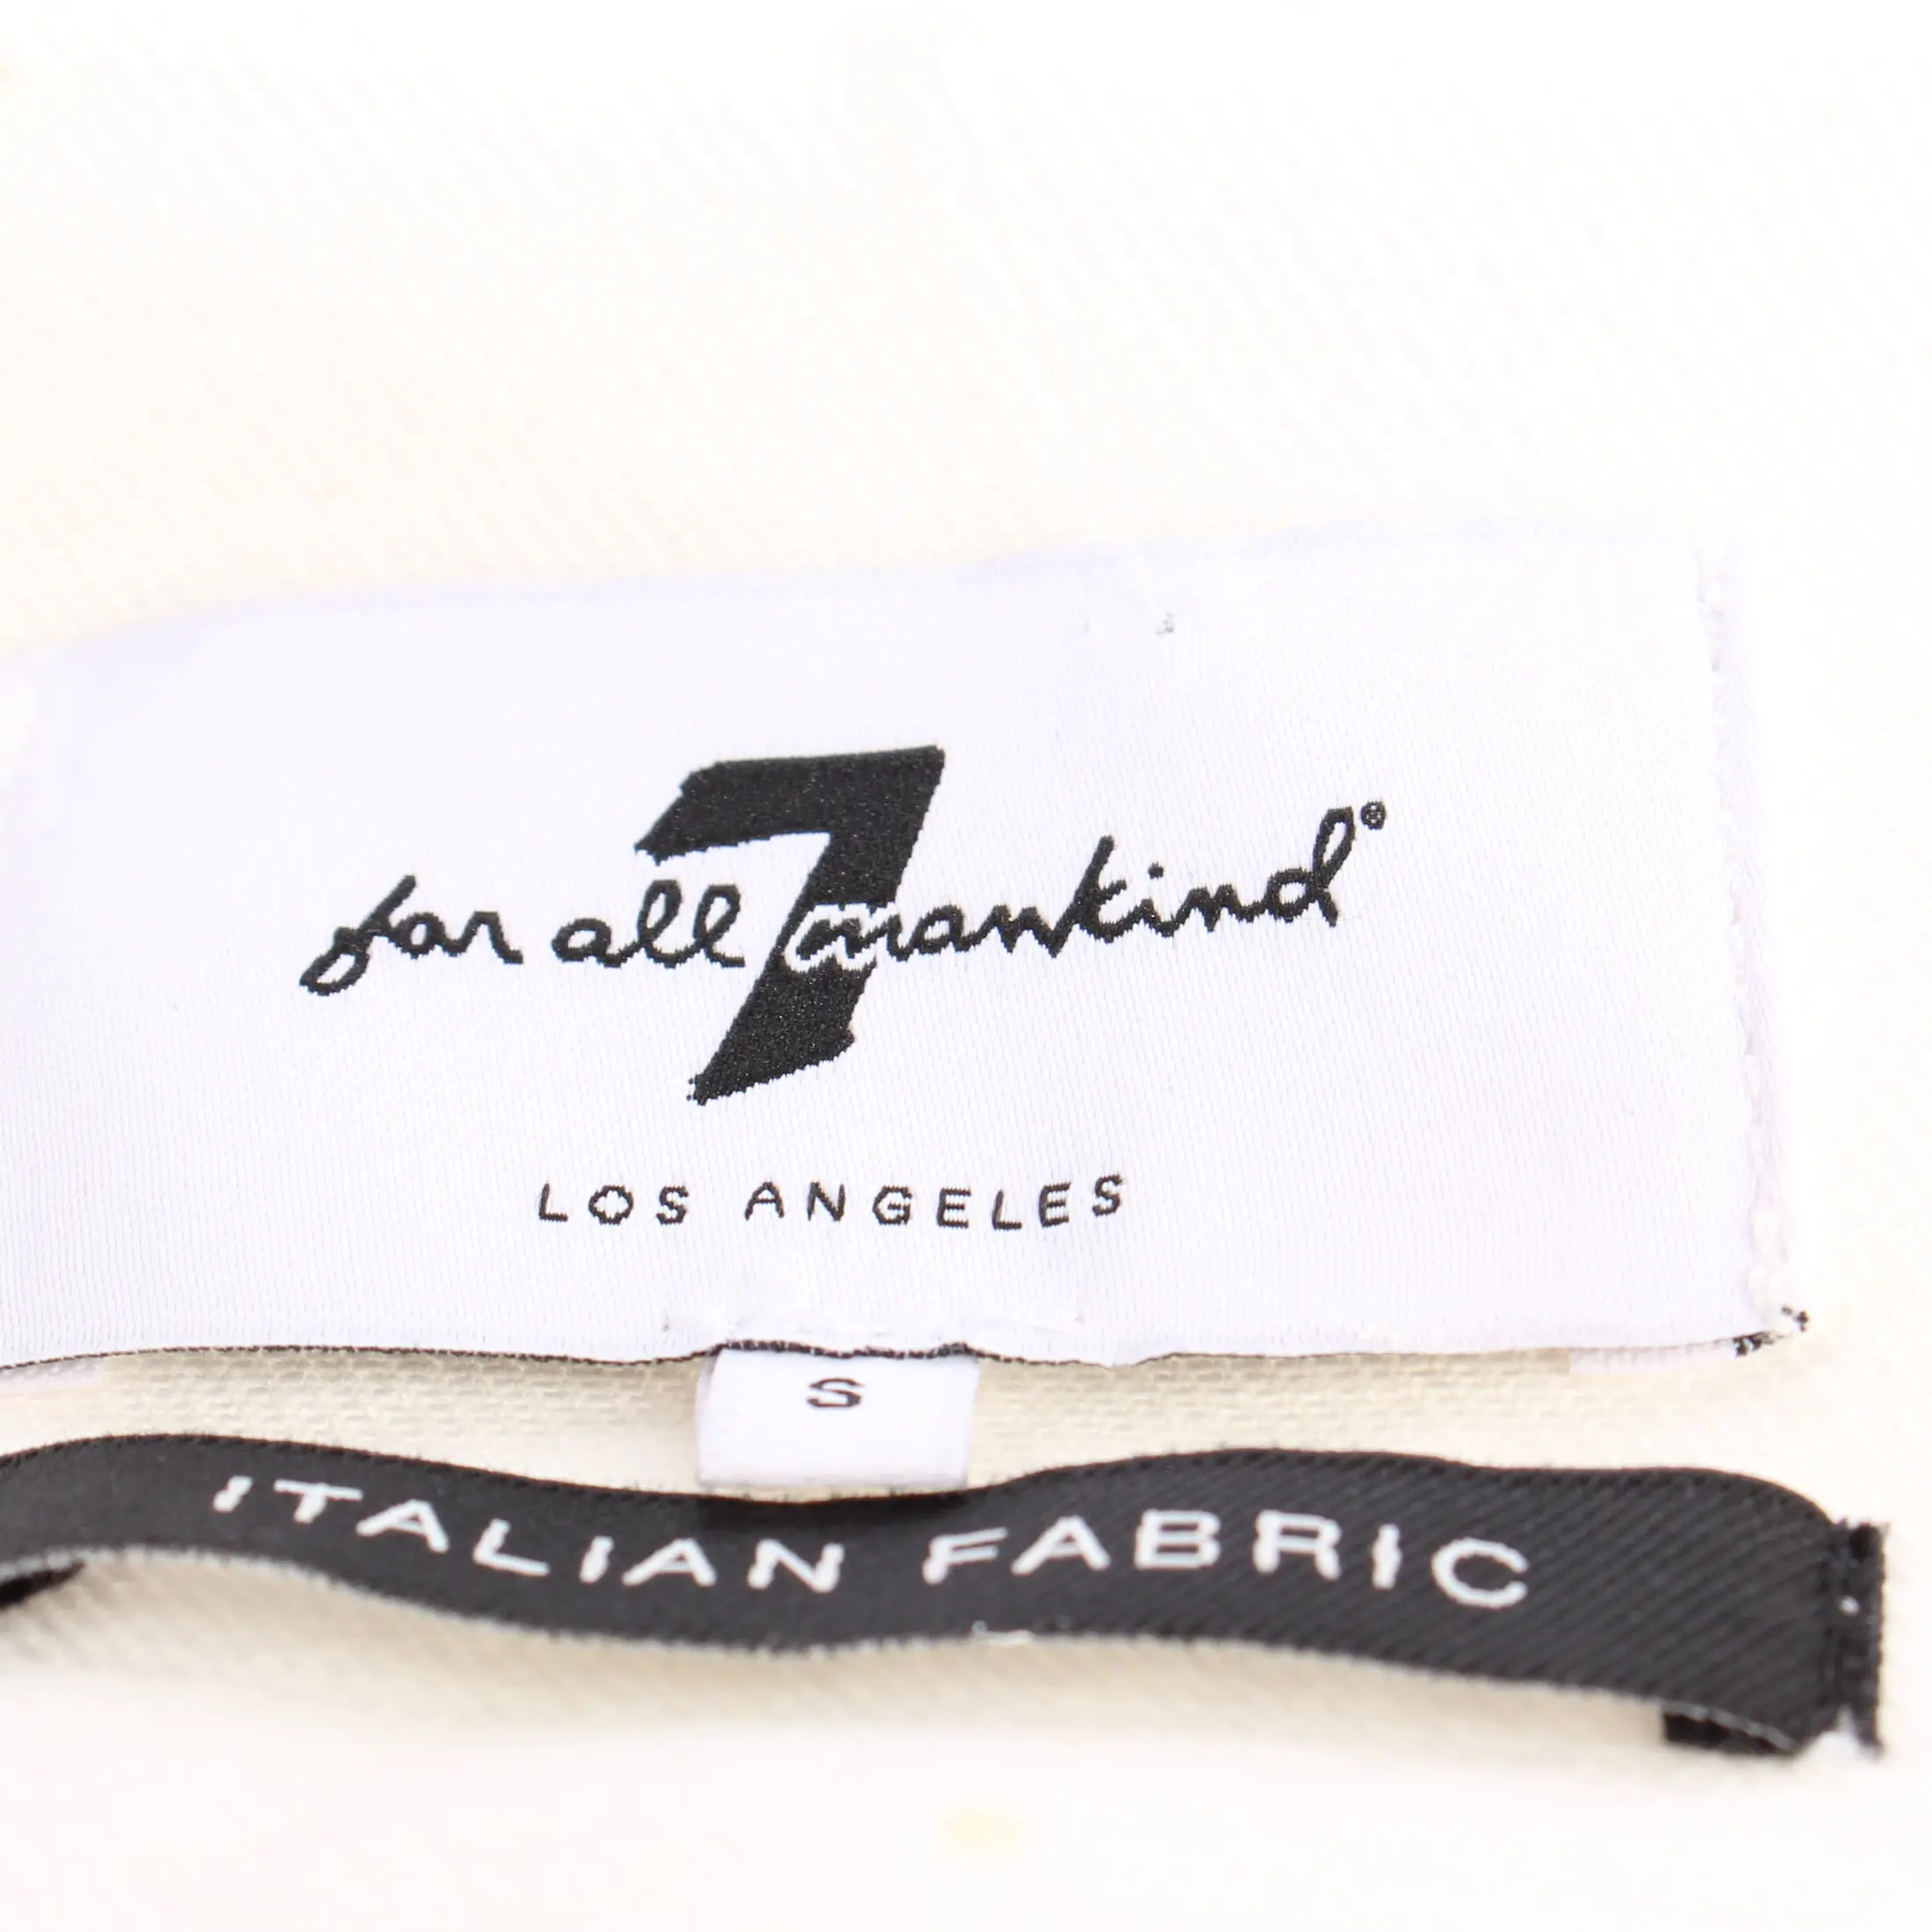 for all 7 mankind®
LOS ANGELES
S
ITALIAN FABRIC